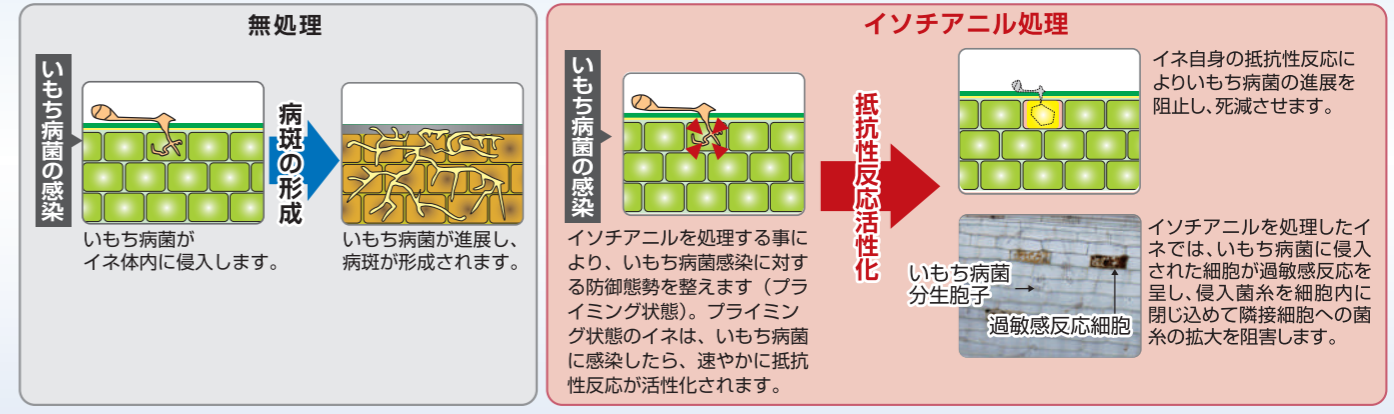 無処理
いもち病菌の感染
いもち病菌が
イネ体内に侵入します。
病斑の形成
いもち病菌が進展し、
病斑が形成されます。
イソチアニル処理
いもち病菌の感染
イソチアニルを処理する事に
より、いもち病菌感染に対す
る防御態勢を整えます（プラ
イミング状態）。プライミン
グ状態のイネは、いもち病菌
に感染したら、速やかに抵抗
性反応が活性化されます。
抵抗性反応活性化
イネ自身の抵抗性反応に
よりいもち病菌の進展を
阻止し、死滅させます。
いもち病菌
分生胞子
過敏感反応細胞
イソチアニルを処理したイ
ネでは、いもち病菌に侵入
された細胞が過敏感反応を
呈し、侵入菌糸を細胞内に
閉じ込めて隣接細胞への菌
糸の拡大を阻害します。